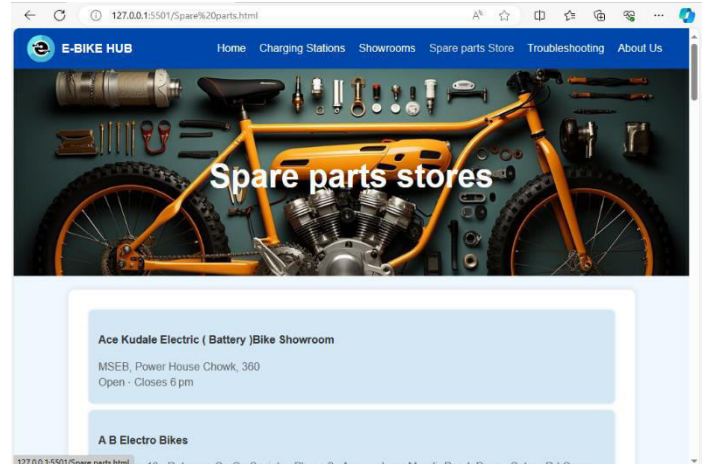 127.0.0.1:5501/Spare%20parts.html
E-BIKE HUB
Home Charging Stations Showrooms Spare parts Store Troubleshooting About Us
Spare parts stores
Ace Kudale Electric ( Battery )Bike Showroom
MSEB, Power House Chowk, 360
Open · Closes 6 pm
A B Electro Bikes
127.0.0.1:5501/Spare parts.html